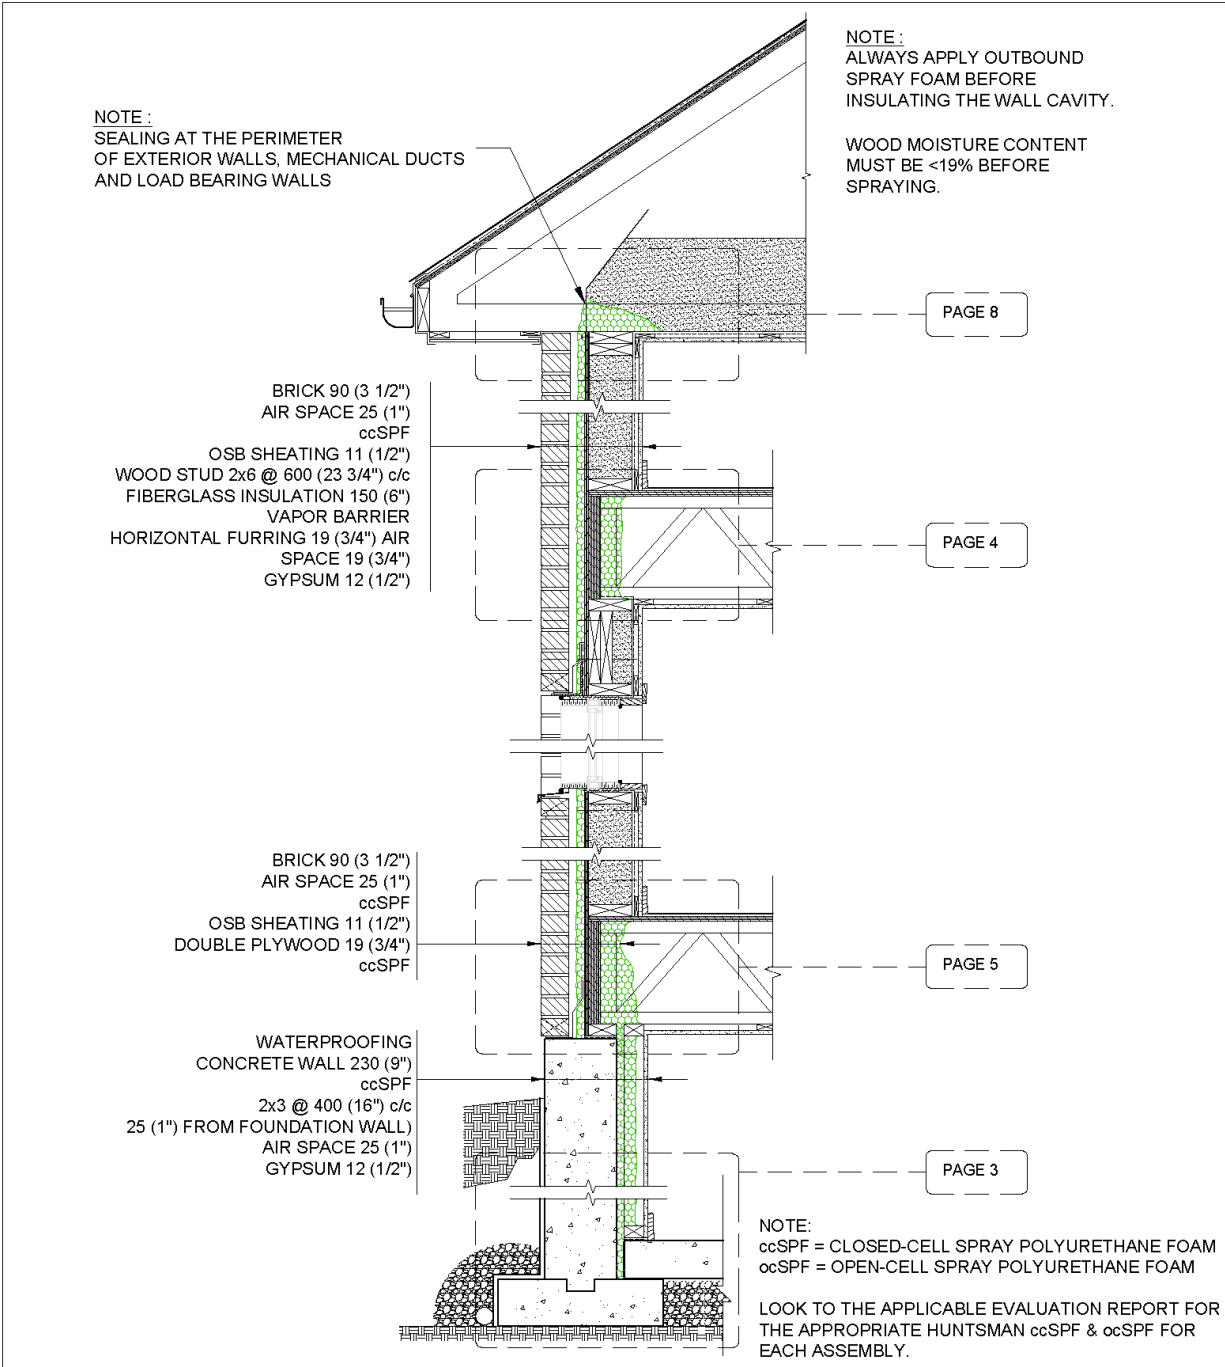 NOTE :
ALWAYS APPLY OUTBOUND
SPRAY FOAM BEFORE
INSULATING THE WALL CAVITY.
WOOD MOISTURE CONTENT
MUST BE <19% BEFORE
SPRAYING.
NOTE :
SEALING AT THE PERIMETER
OF EXTERIOR WALLS, MECHANICAL DUCTS
AND LOAD BEARING WALLS
PAGE 8
BRICK 90 (3 1/2")
AIR SPACE 25 (1")
ccSPF
OSB SHEATING 11 (1/2")
WOOD STUD 2x6 @ 600 (23 3/4") c/c
FIBERGLASS INSULATION 150 (6")
VAPOR BARRIER
HORIZONTAL FURRING 19 (3/4") AIR
SPACE 19 (3/4")
GYPSUM 12 (1/2")
PAGE 4
BRICK 90 (3 1/2")
AIR SPACE 25 (1")
ccSPF
OSB SHEATING 11 (1/2")
DOUBLE PLYWOOD 19 (3/4")
ccSPF
PAGE 5
WATERPROOFING
CONCRETE WALL 230 (9")
ccSPF
2x3 @ 400 (16") c/c
25 (1") FROM FOUNDATION WALL)
AIR SPACE 25 (1")
GYPSUM 12 (1/2")
PAGE 3
NOTE:
ccSPF = CLOSED-CELL SPRAY POLYURETHANE FOAM
ocSPF = OPEN-CELL SPRAY POLYURETHANE FOAM
LOOK TO THE APPLICABLE EVALUATION REPORT FOR
THE APPROPRIATE HUNTSMAN ccSPF & ocSPF FOR
EACH ASSEMBLY.